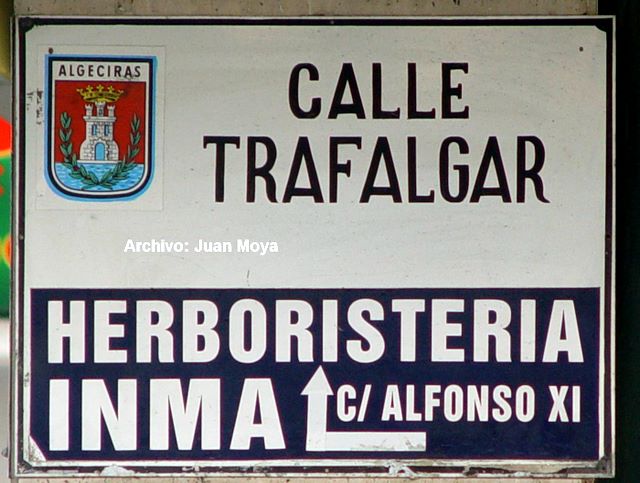 ALGECIRAS
CALLE
TRAFALGAR
Archivo: Juan Moya
HERBORISTERIA
INMA C/ ALFONSO XI